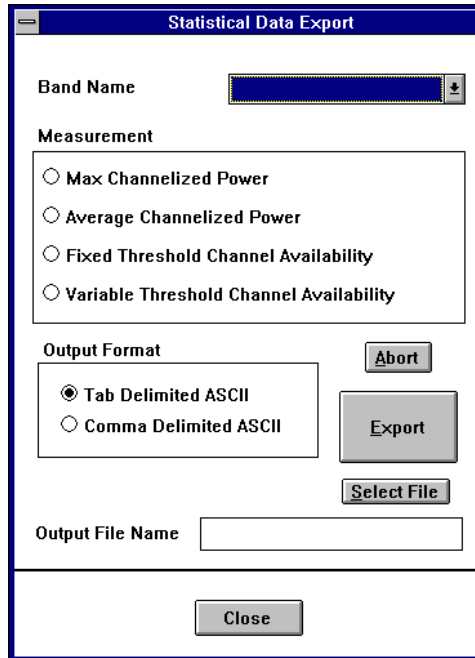 Statistical Data Export
Band Name
Measurement
Max Channelized Power
Average Channelized Power
Fixed Threshold Channel Availability
Variable Threshold Channel Availability
Output Format
Tab Delimited ASCII
Comma Delimited ASCII
Abort
Export
Select File
Output File Name
Close